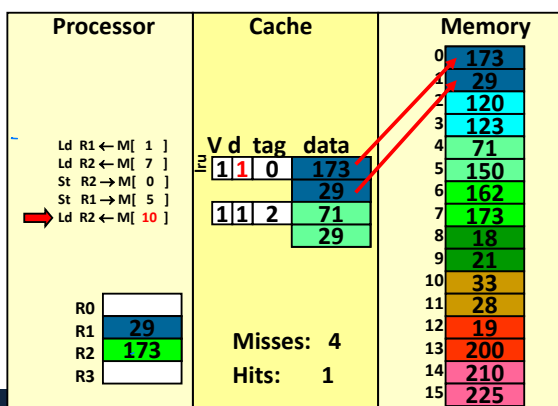 Processor
Cache
Memory
Ld R1 ← M[ 1 ]
Ld R2 ← M[ 7 ]
St R2 → M[ 0 ]
St R1 → M[ 5 ]
Ld R2 ← M[ 10 ]
R0
R1 29
R2 173
R3
V d tag data
lru
1 1 0 173
29
1 1 2 71
29
Misses: 4
Hits: 1
0 173
1 29
2 120
3 123
4 71
5 150
6 162
7 173
8 18
9 21
10 33
11 28
12 19
13 200
14 210
15 225